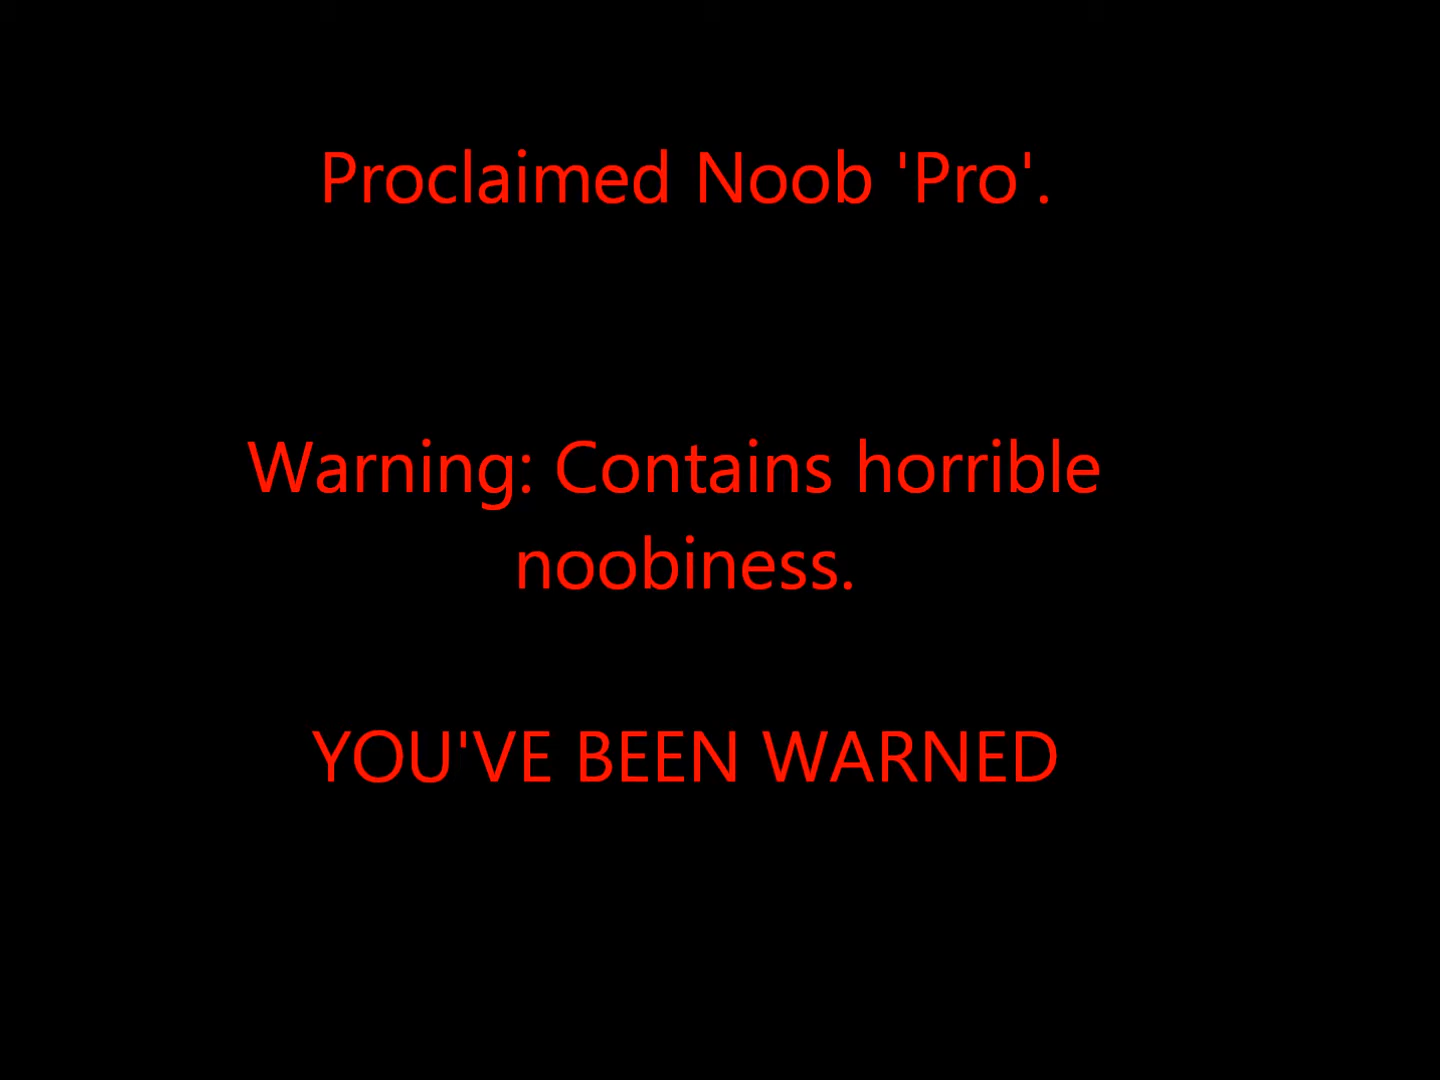 Proclaimed Noob 'Pro'.
Warning: Contains horrible
noobiness.
YOU'VE BEEN WARNED